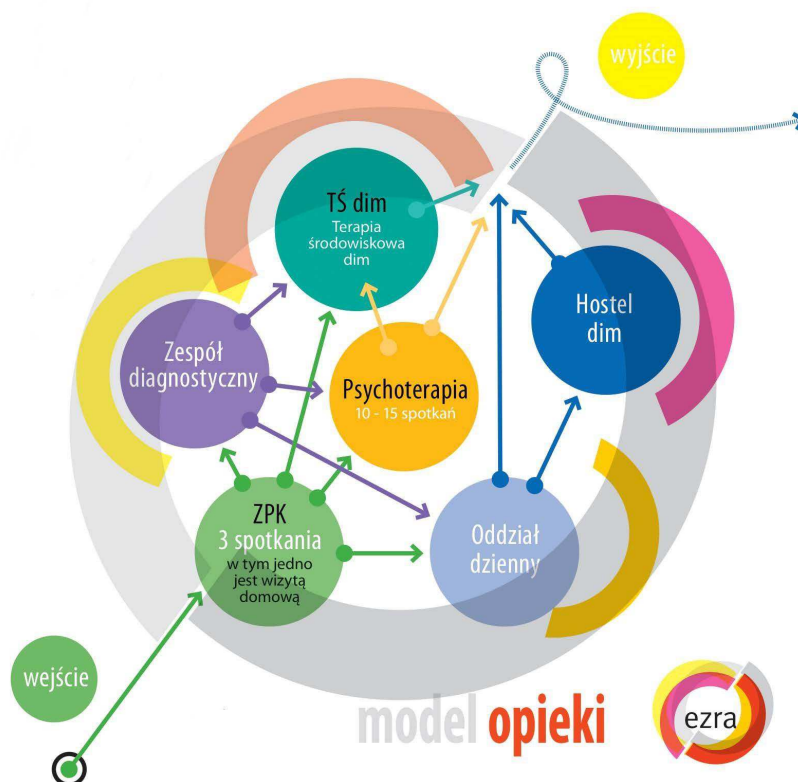 wyjście
TŚ dim
Terapia
środowiskowa
dim
Hostel
dim
Zespół
diagnostyczny
Psychoterapia
10 - 15 spotkań
ZPK
3 spotkania
w tym jedno
jest wizytą
domową
Oddział
dzienny
wejście
model opieki
ezra